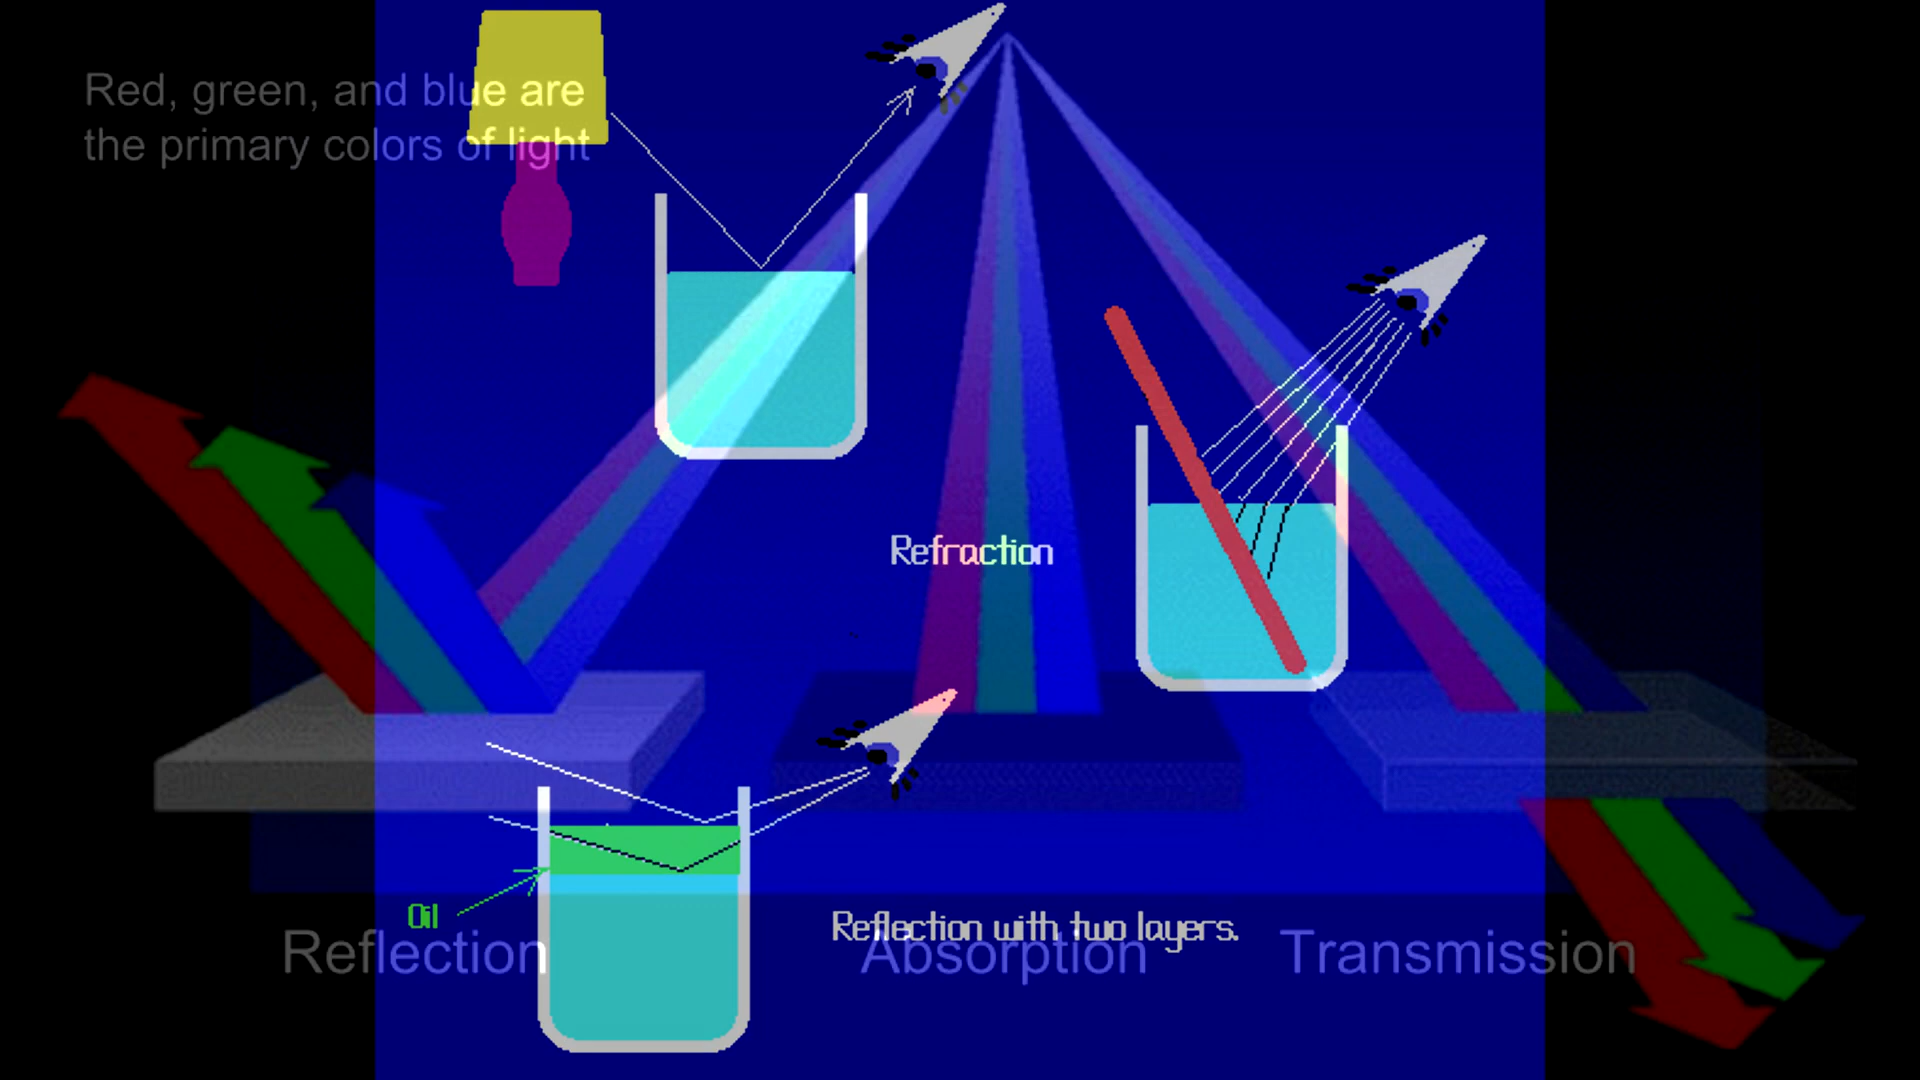 Red, green, and blue are
the primary colors of light
Refraction
Oil
Reflection with two layers.
Reflection
Absorption
Transmission